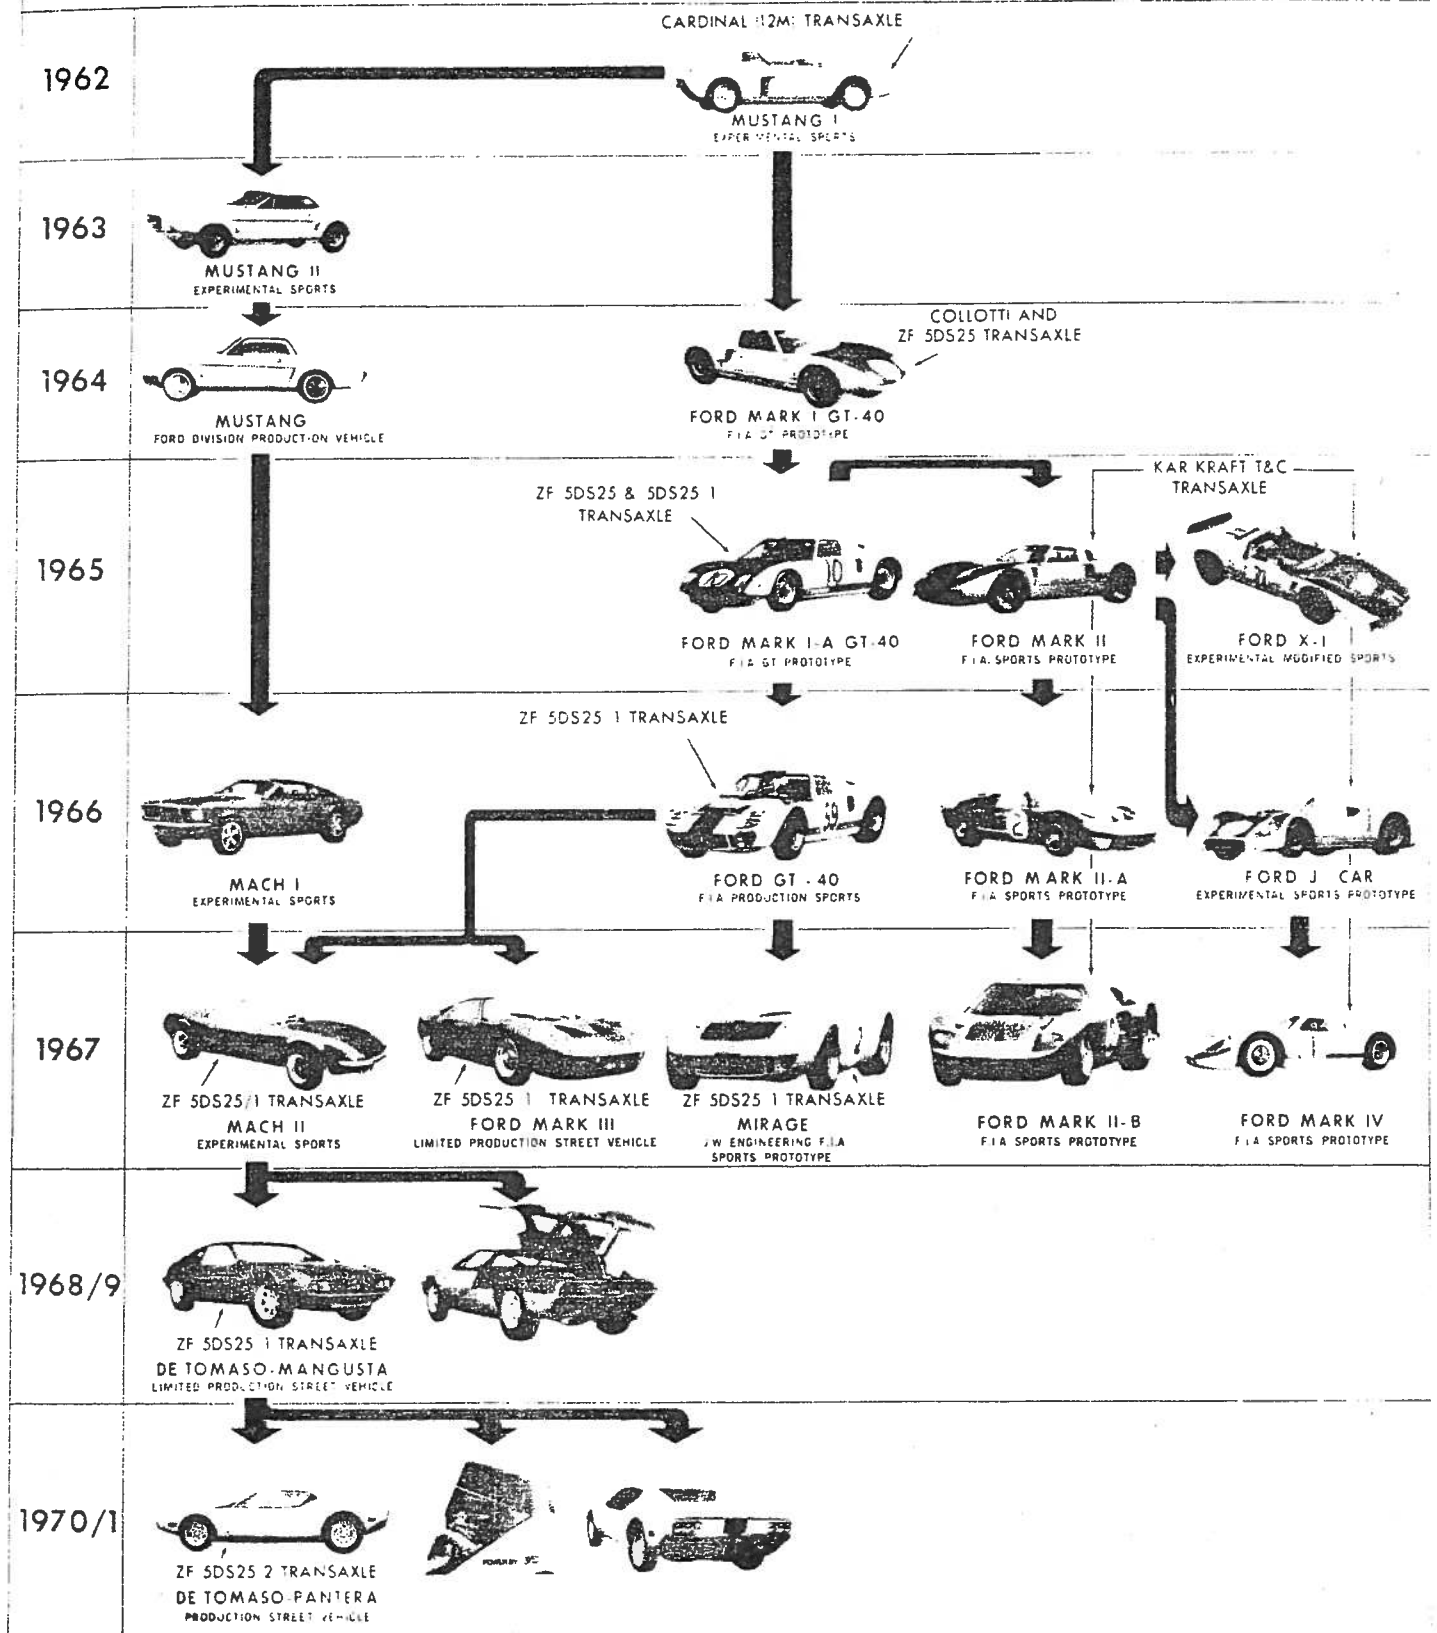 CARDINAL (12M) TRANSAXLE
1962
MUSTANG I
EXPERIMENTAL SPORTS
1963
MUSTANG II
EXPERIMENTAL SPORTS
COLLOTTI AND
ZF 5DS25 TRANSAXLE
1964
MUSTANG
FORD DIVISION PRODUCTION VEHICLE
FORD MARK I GT-40
F.I.A. GT PROTOTYPE
KAR KRAFT T&C
TRANSAXLE
ZF 5DS25 & 5DS25 1
TRANSAXLE
1965
10
FORD MARK I-A GT-40
F.I.A. GT PROTOTYPE
FORD MARK II
F.I.A. SPORTS PROTOTYPE
FORD X-I
EXPERIMENTAL MODIFIED SPORTS
ZF 5DS25 1 TRANSAXLE
1966
59
2
MACH I
EXPERIMENTAL SPORTS
FORD GT-40
F.I.A. PRODUCTION SPORTS
FORD MARK II-A
F.I.A. SPORTS PROTOTYPE
FORD J CAR
EXPERIMENTAL SPORTS PROTOTYPE
1967
ZF 5DS25/1 TRANSAXLE
MACH II
EXPERIMENTAL SPORTS
ZF 5DS25 1 TRANSAXLE
FORD MARK III
LIMITED PRODUCTION STREET VEHICLE
ZF 5DS25 1 TRANSAXLE
MIRAGE
J.W. ENGINEERING F.I.A.
SPORTS PROTOTYPE
FORD MARK II-B
F.I.A. SPORTS PROTOTYPE
FORD MARK IV
F.I.A. SPORTS PROTOTYPE
1968/9
ZF 5DS25 1 TRANSAXLE
DE TOMASO-MANGUSTA
LIMITED PRODUCTION STREET VEHICLE
1970/1
POWER BY
ZF 5DS25 2 TRANSAXLE
DE TOMASO-PANTERA
PRODUCTION STREET VEHICLE